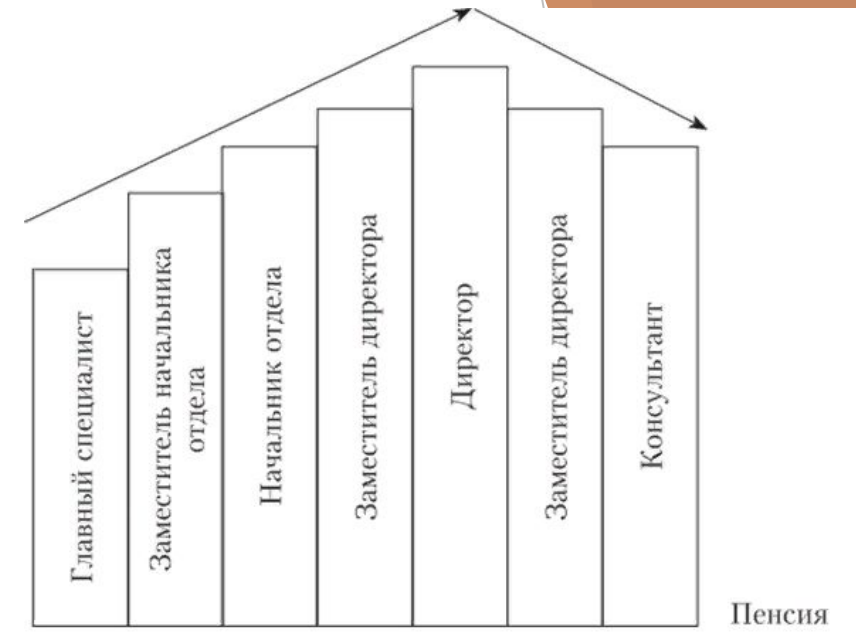 Главный специалист
Заместитель начальника
отдела
Начальник отдела
Заместитель директора
Директор
Заместитель директора
Консультант
Пенсия